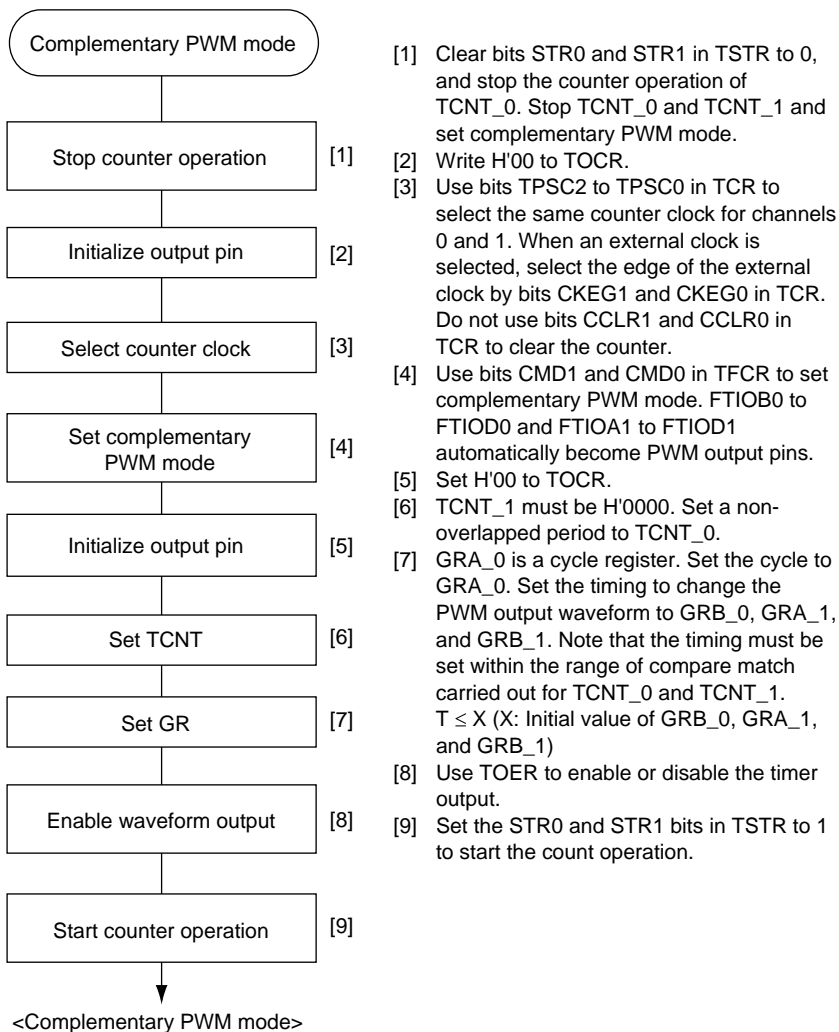 Complementary PWM mode
Stop counter operation [1]
Initialize output pin [2]
Select counter clock [3]
Set complementary
PWM mode [4]
Initialize output pin [5]
Set TCNT [6]
Set GR [7]
Enable waveform output [8]
Start counter operation [9]
<Complementary PWM mode>
[1] Clear bits STR0 and STR1 in TSTR to 0,
and stop the counter operation of
TCNT_0. Stop TCNT_0 and TCNT_1 and
set complementary PWM mode.
[2] Write H'00 to TOCR.
[3] Use bits TPSC2 to TPSC0 in TCR to
select the same counter clock for channels
0 and 1. When an external clock is
selected, select the edge of the external
clock by bits CKEG1 and CKEG0 in TCR.
Do not use bits CCLR1 and CCLR0 in
TCR to clear the counter.
[4] Use bits CMD1 and CMD0 in TFCR to set
complementary PWM mode. FTIOB0 to
FTIOD0 and FTIOA1 to FTIOD1
automatically become PWM output pins.
[5] Set H'00 to TOCR.
[6] TCNT_1 must be H'0000. Set a non-
overlapped period to TCNT_0.
[7] GRA_0 is a cycle register. Set the cycle to
GRA_0. Set the timing to change the
PWM output waveform to GRB_0, GRA_1,
and GRB_1. Note that the timing must be
set within the range of compare match
carried out for TCNT_0 and TCNT_1.
T ≤ X (X: Initial value of GRB_0, GRA_1,
and GRB_1)
[8] Use TOER to enable or disable the timer
output.
[9] Set the STR0 and STR1 bits in TSTR to 1
to start the count operation.